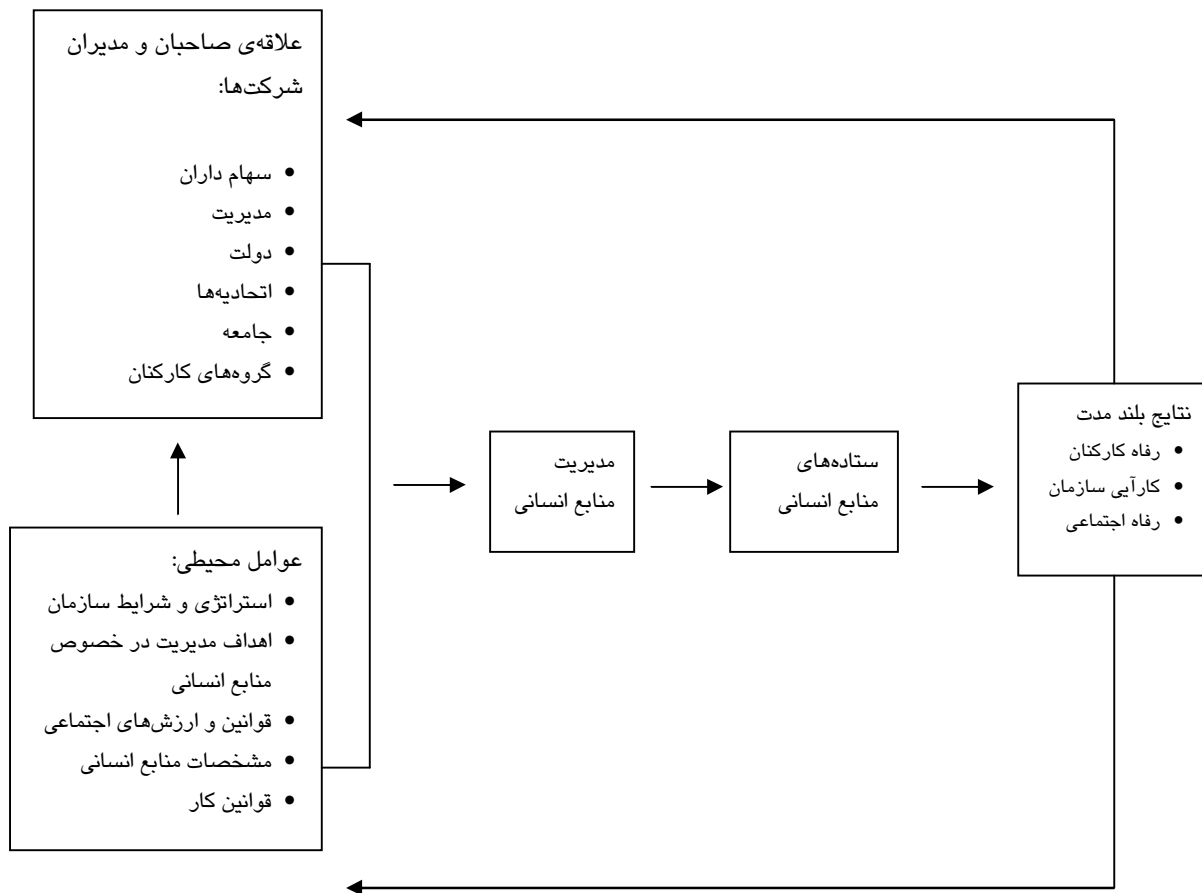 علاقه‌ی صاحبان و مدیران
شرکت‌ها:
• سهام داران
• مدیریت
• دولت
• اتحادیه‌ها
• جامعه
• گروه‌های کارکنان
عوامل محیطی:
• استراتژی و شرایط سازمان
• اهداف مدیریت در خصوص
منابع انسانی
• قوانین و ارزش‌های اجتماعی
• مشخصات منابع انسانی
• قوانین کار
مدیریت
منابع انسانی
ستاده‌های
منابع انسانی
نتایج بلند مدت
• رفاه کارکنان
• کارآیی سازمان
• رفاه اجتماعی